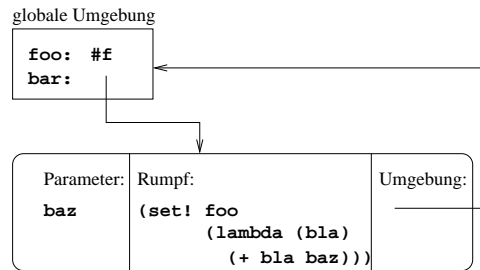 globale Umgebung
foo: #f
bar:
Parameter: Rumpf: Umgebung:
baz (set! foo
(lambda (bla)
(+ bla baz)))